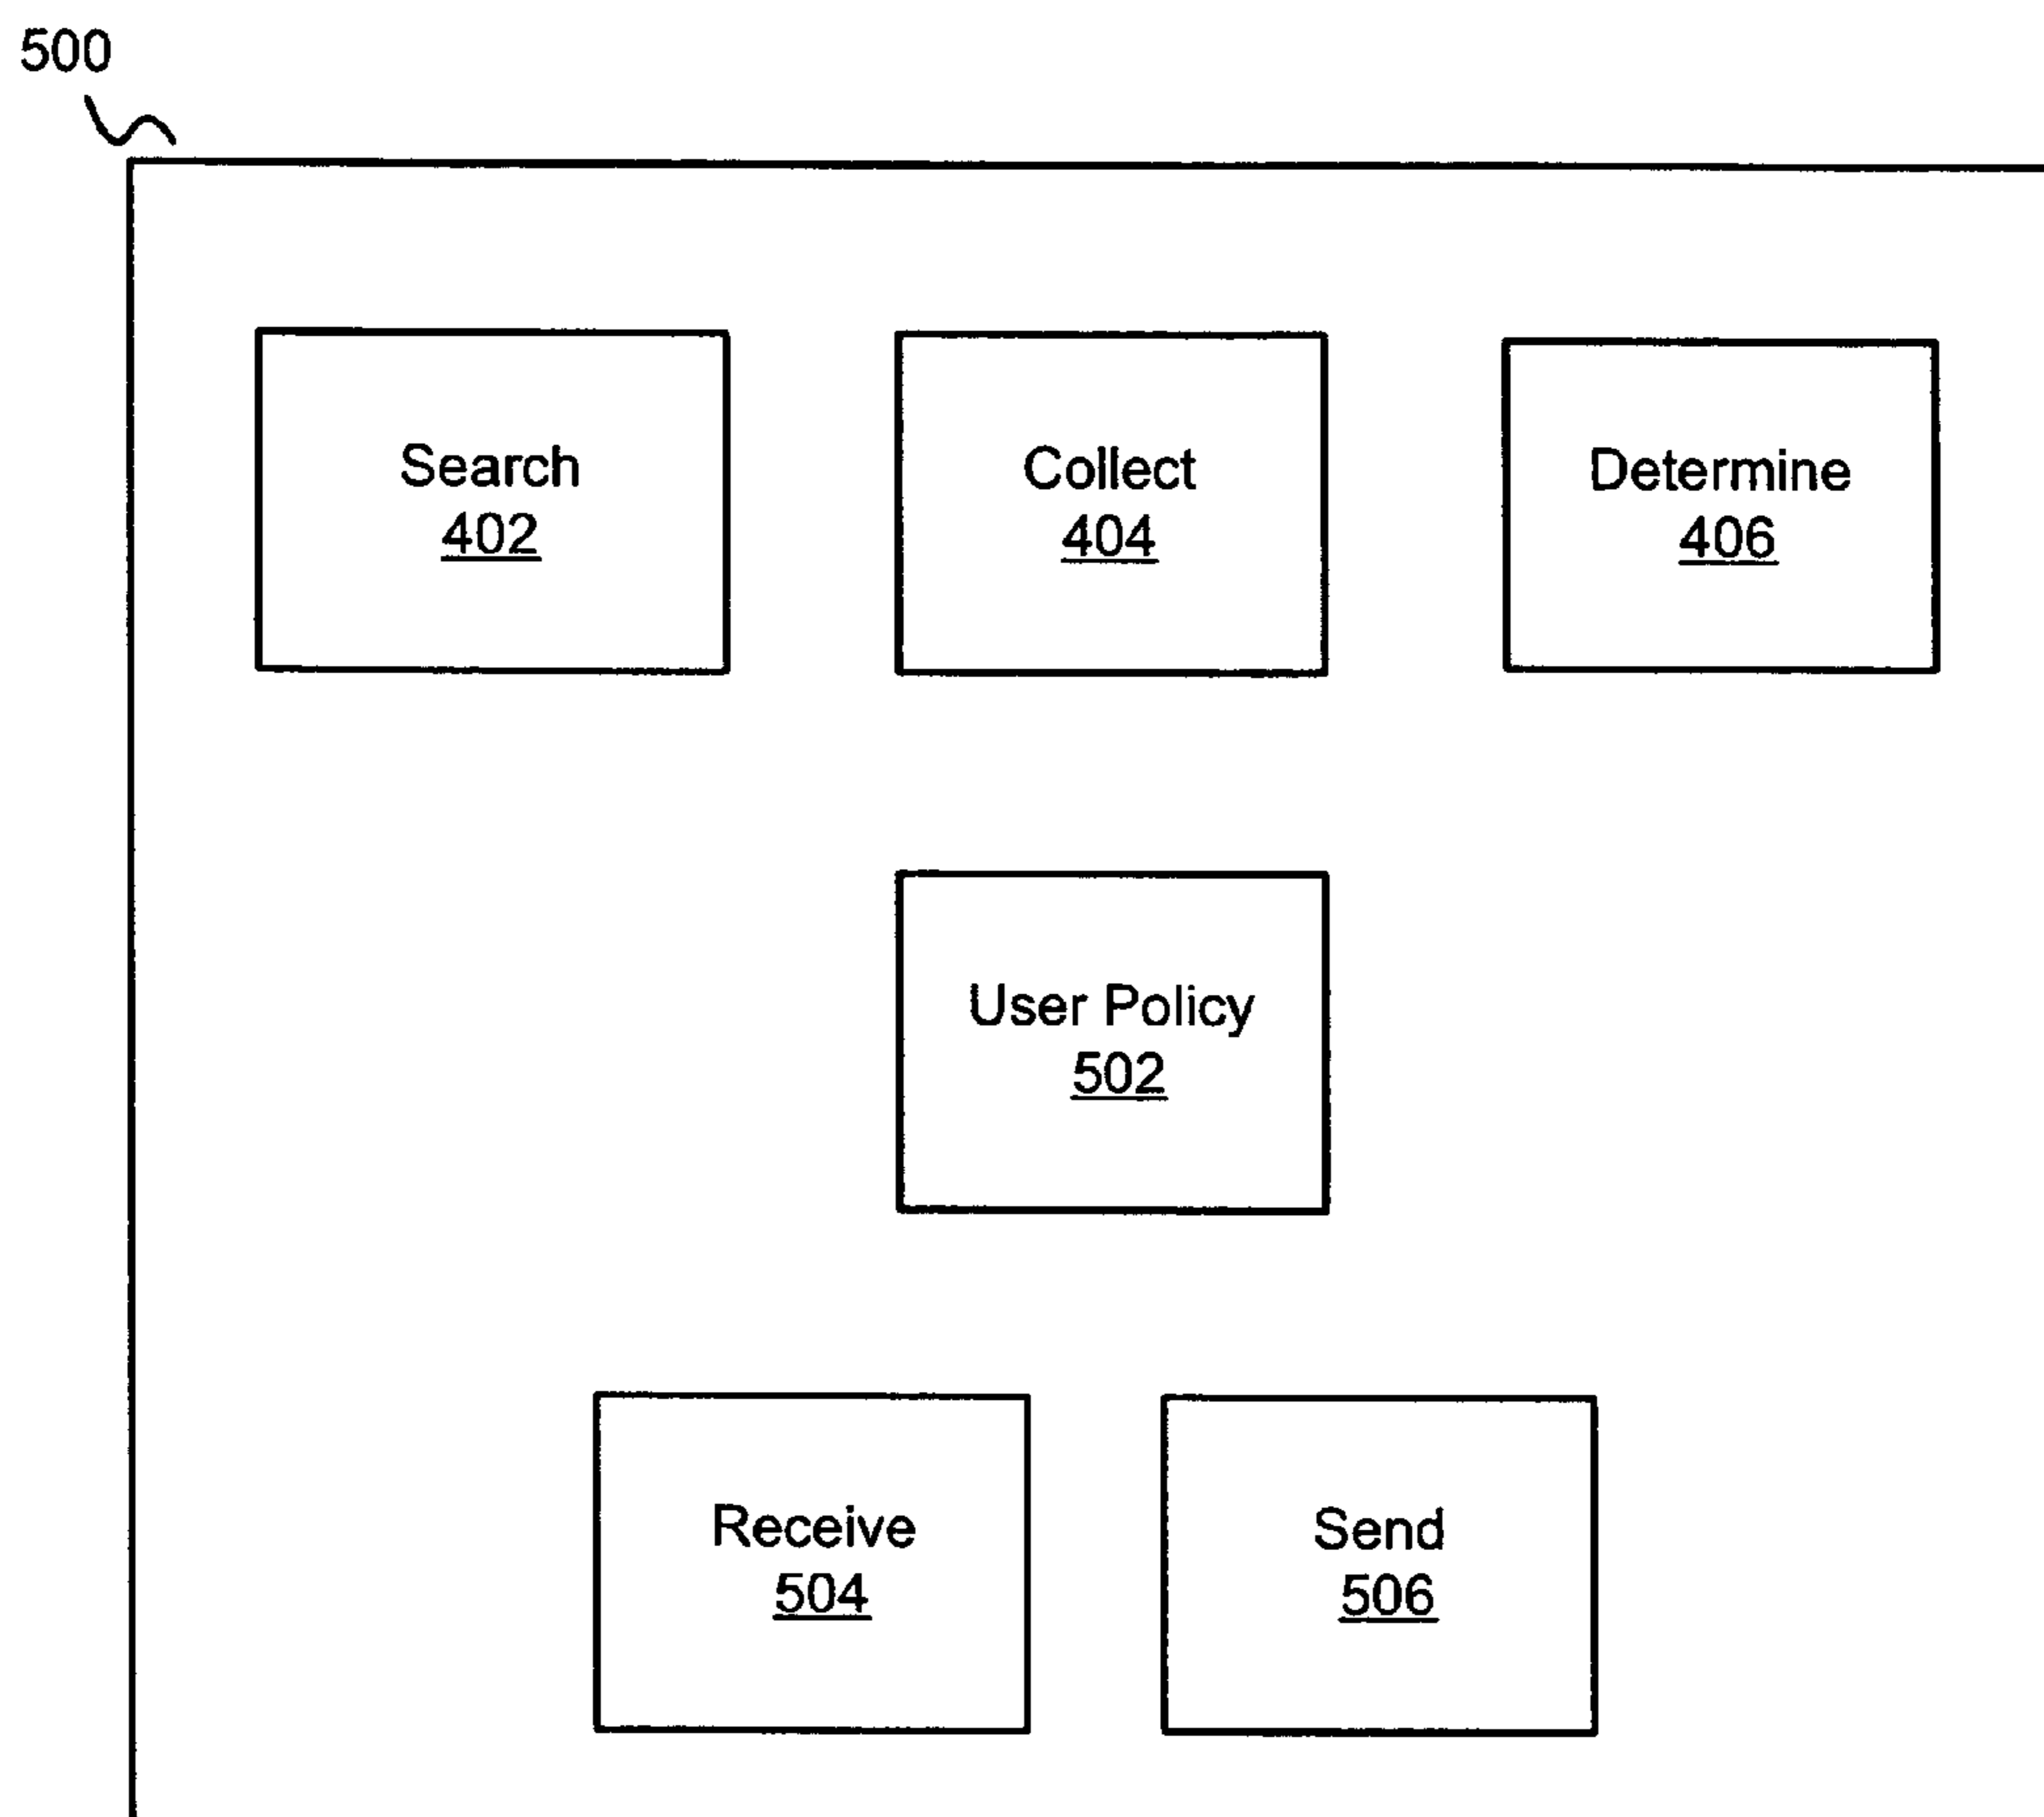 500
Search
402
Collect
404
Determine
406
User Policy
502
Receive
504
Send
506